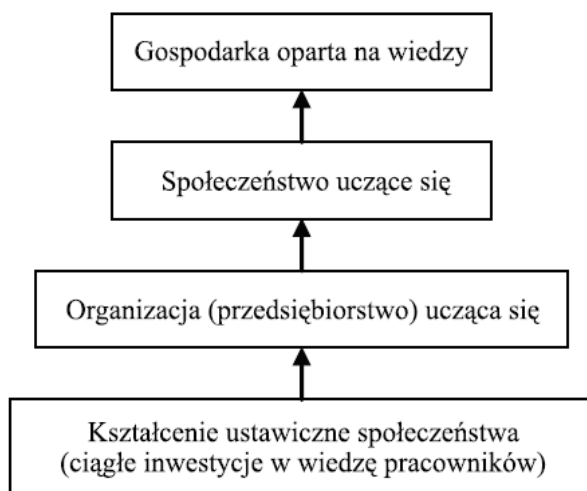 Gospodarka oparta na wiedzy
Społeczeństwo uczące się
Organizacja (przedsiębiorstwo) ucząca się
Kształcenie ustawiczne społeczeństwa
(ciągłe inwestycje w wiedzę pracowników)